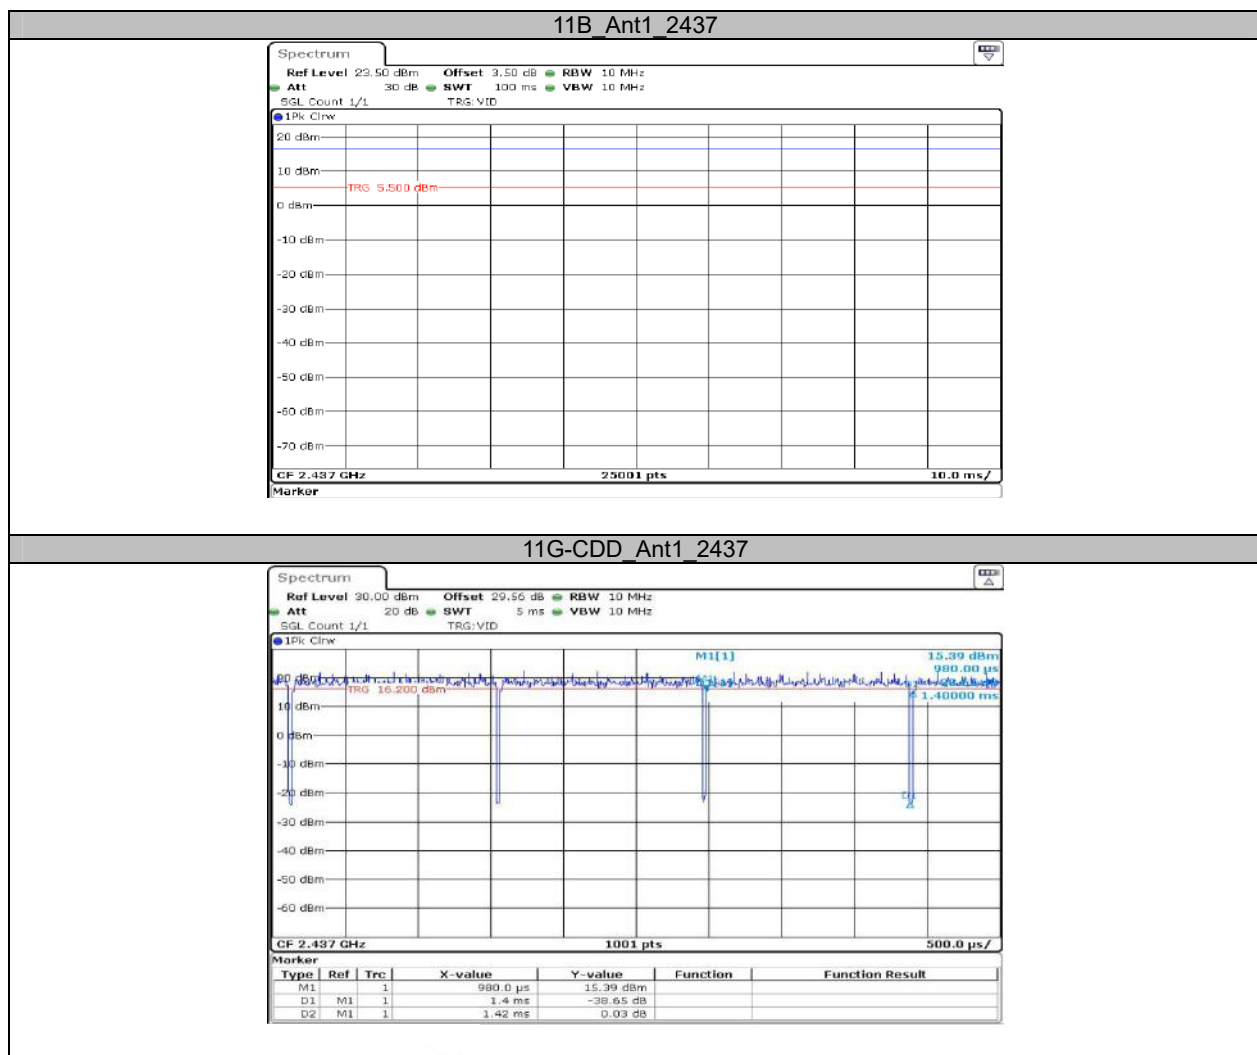 11B_Ant1_2437
Spectrum
Ref Level 23.50 dBm Offset 3.50 dB RBW 10 MHz
Att 30 dB SWT 100 ms VBW 10 MHz
SGL Count 1/1 TRG: VID
1Pk Clrw
20 dBm
10 dBm
TRG 5.500 dBm
0 dBm
-10 dBm
-20 dBm
-30 dBm
-40 dBm
-50 dBm
-60 dBm
-70 dBm
CF 2.437 GHz 25001 pts 10.0 ms/
Marker
11G-CDD_Ant1_2437
Spectrum
Ref Level 30.00 dBm Offset 29.56 dB RBW 10 MHz
Att 20 dB SWT 5 ms VBW 10 MHz
SGL Count 1/1 TRG: VID
1Pk Clrw
M1[1] 15.39 dBm
980.00 µs
20 dBm
TRG 16.200 dBm
1.40000 ms
10 dBm
0 dBm
-10 dBm
-20 dBm
-30 dBm
-40 dBm
-50 dBm
-60 dBm
CF 2.437 GHz 1001 pts 500.0 µs/
Marker
Type Ref Trc X-value Y-value Function Function Result
M1 1 980.0 µs 15.39 dBm
D1 M1 1 1.4 ms -38.65 dB
D2 M1 1 1.42 ms 0.03 dB